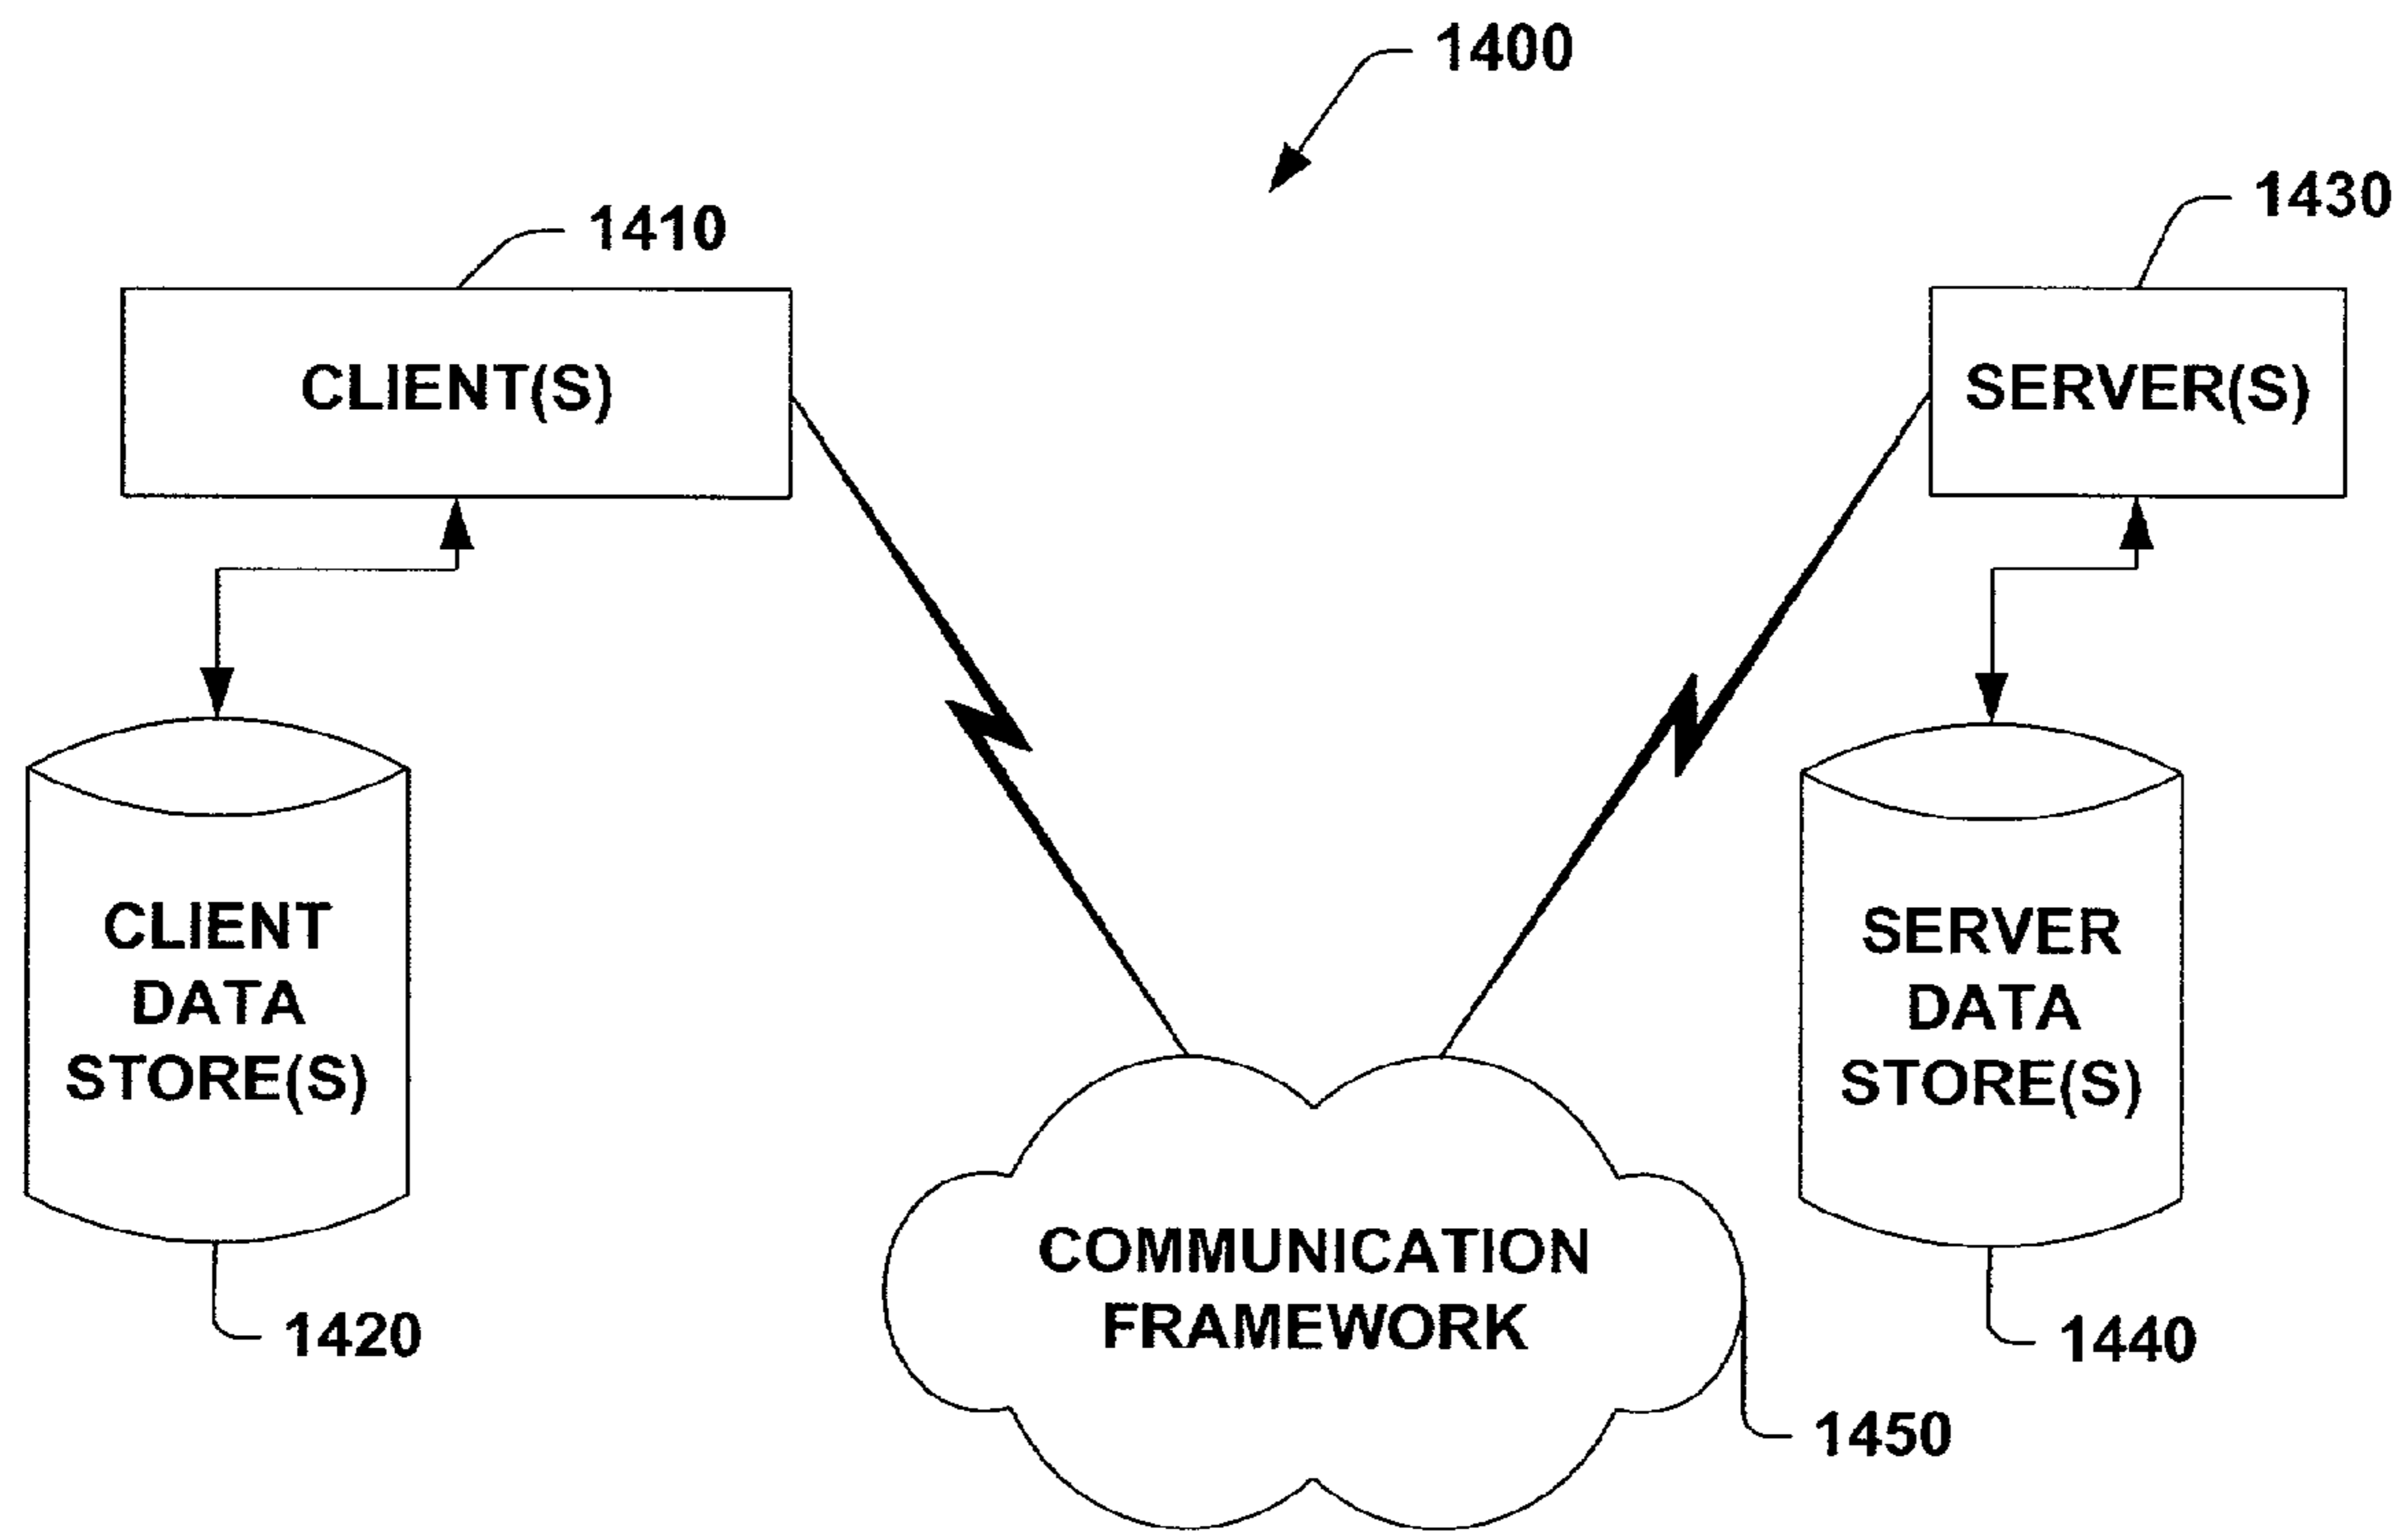 1400
1410
1430
CLIENT(S)
SERVER(S)
CLIENT
DATA
STORE(S)
SERVER
DATA
STORE(S)
COMMUNICATION
FRAMEWORK
1420
1440
1450